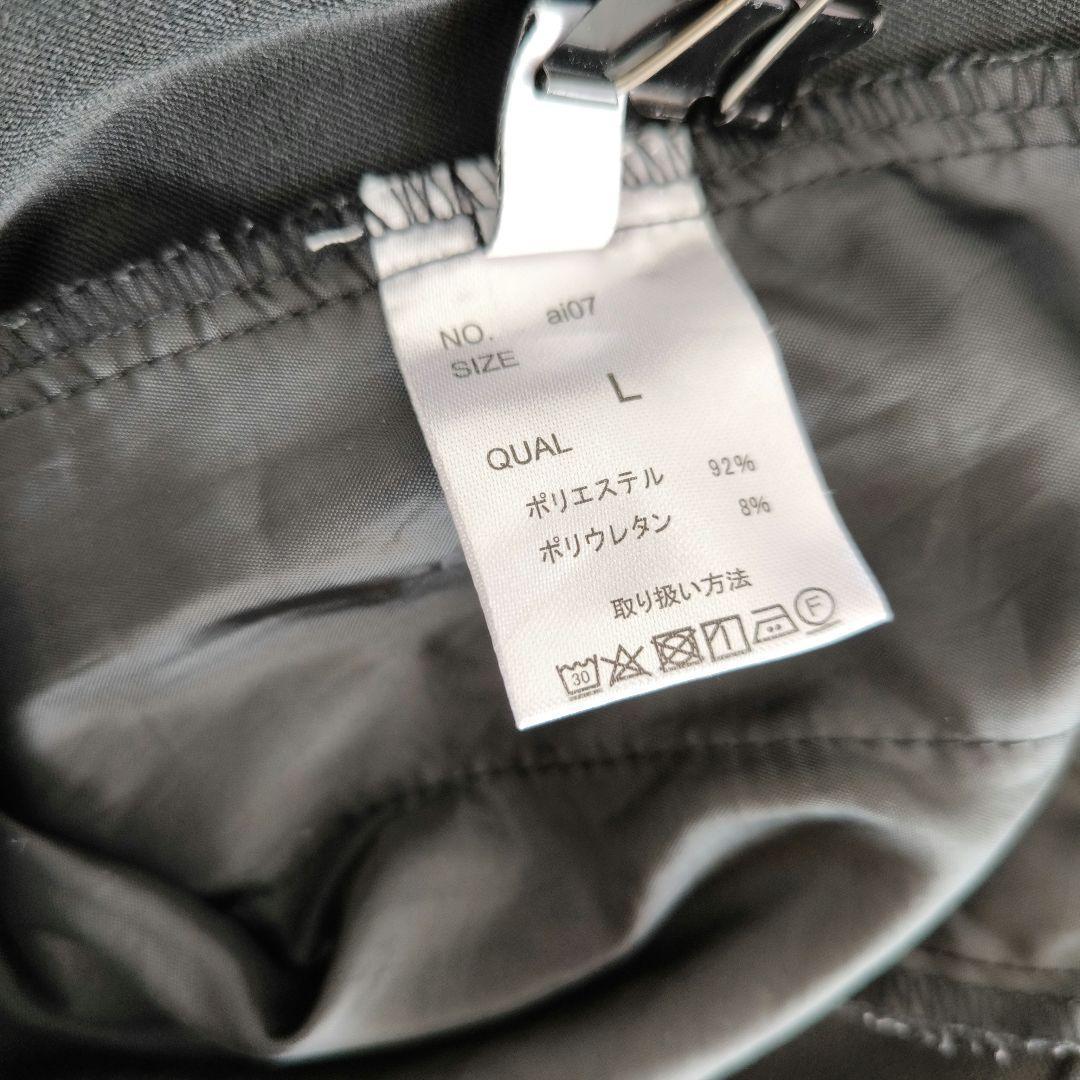 NO. ai07
SIZE
L
QUAL
ポリエステル 92%
ポリウレタン 8%
取り扱い方法
30 F